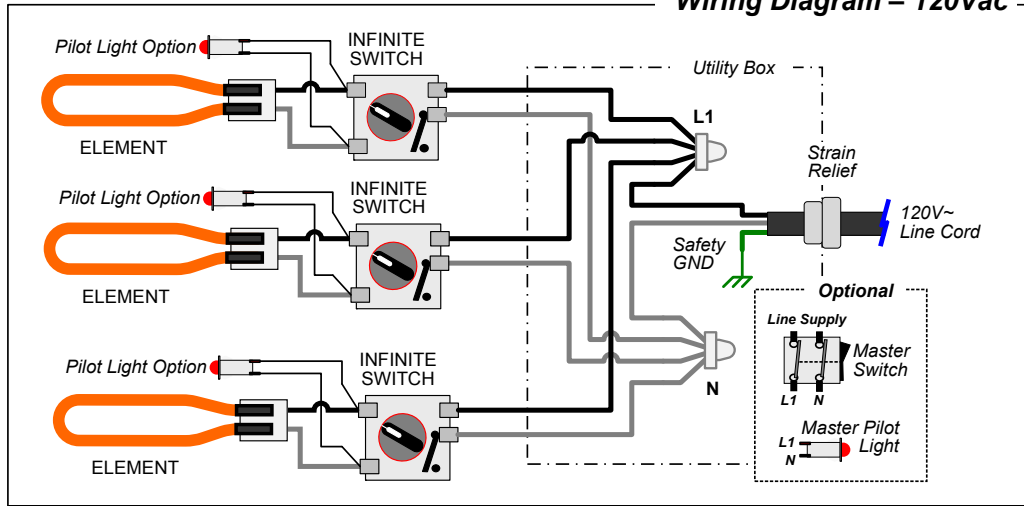 Wiring Diagram – 120Vac
Pilot Light Option
INFINITE
SWITCH
ELEMENT
Utility Box
L1
Strain
Relief
120V~
Line Cord
Safety
GND
Pilot Light Option
INFINITE
SWITCH
ELEMENT
N
Optional
Line Supply
Master
Switch
L1 N
Master Pilot
Light
L1
N
Pilot Light Option
INFINITE
SWITCH
ELEMENT